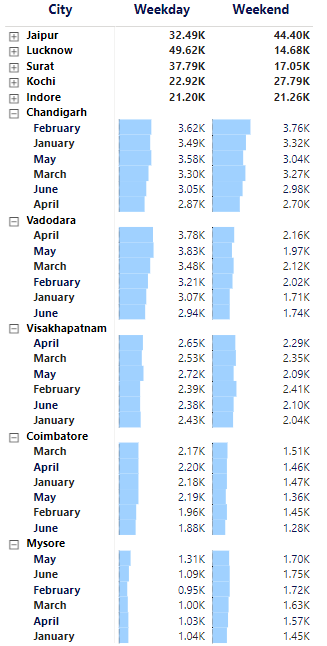 City Weekday Weekend
Jaipur 32.49K 44.40K
Lucknow 49.62K 14.68K
Surat 37.79K 17.05K
Kochi 22.92K 27.79K
Indore 21.20K 21.26K
Chandigarh
February 3.62K 3.76K
January 3.49K 3.32K
May 3.58K 3.04K
March 3.30K 3.27K
June 3.05K 2.98K
April 2.87K 2.70K
Vadodara
April 3.78K 2.16K
May 3.83K 1.97K
March 3.48K 2.12K
February 3.21K 2.02K
January 3.07K 1.71K
June 2.94K 1.74K
Visakhapatnam
April 2.65K 2.29K
March 2.53K 2.35K
May 2.72K 2.09K
February 2.39K 2.41K
June 2.38K 2.10K
January 2.43K 2.04K
Coimbatore
March 2.17K 1.51K
April 2.20K 1.46K
January 2.18K 1.47K
May 2.19K 1.36K
February 1.96K 1.45K
June 1.88K 1.28K
Mysore
May 1.31K 1.70K
June 1.09K 1.75K
February 0.95K 1.72K
March 1.00K 1.63K
April 1.03K 1.57K
January 1.04K 1.45K